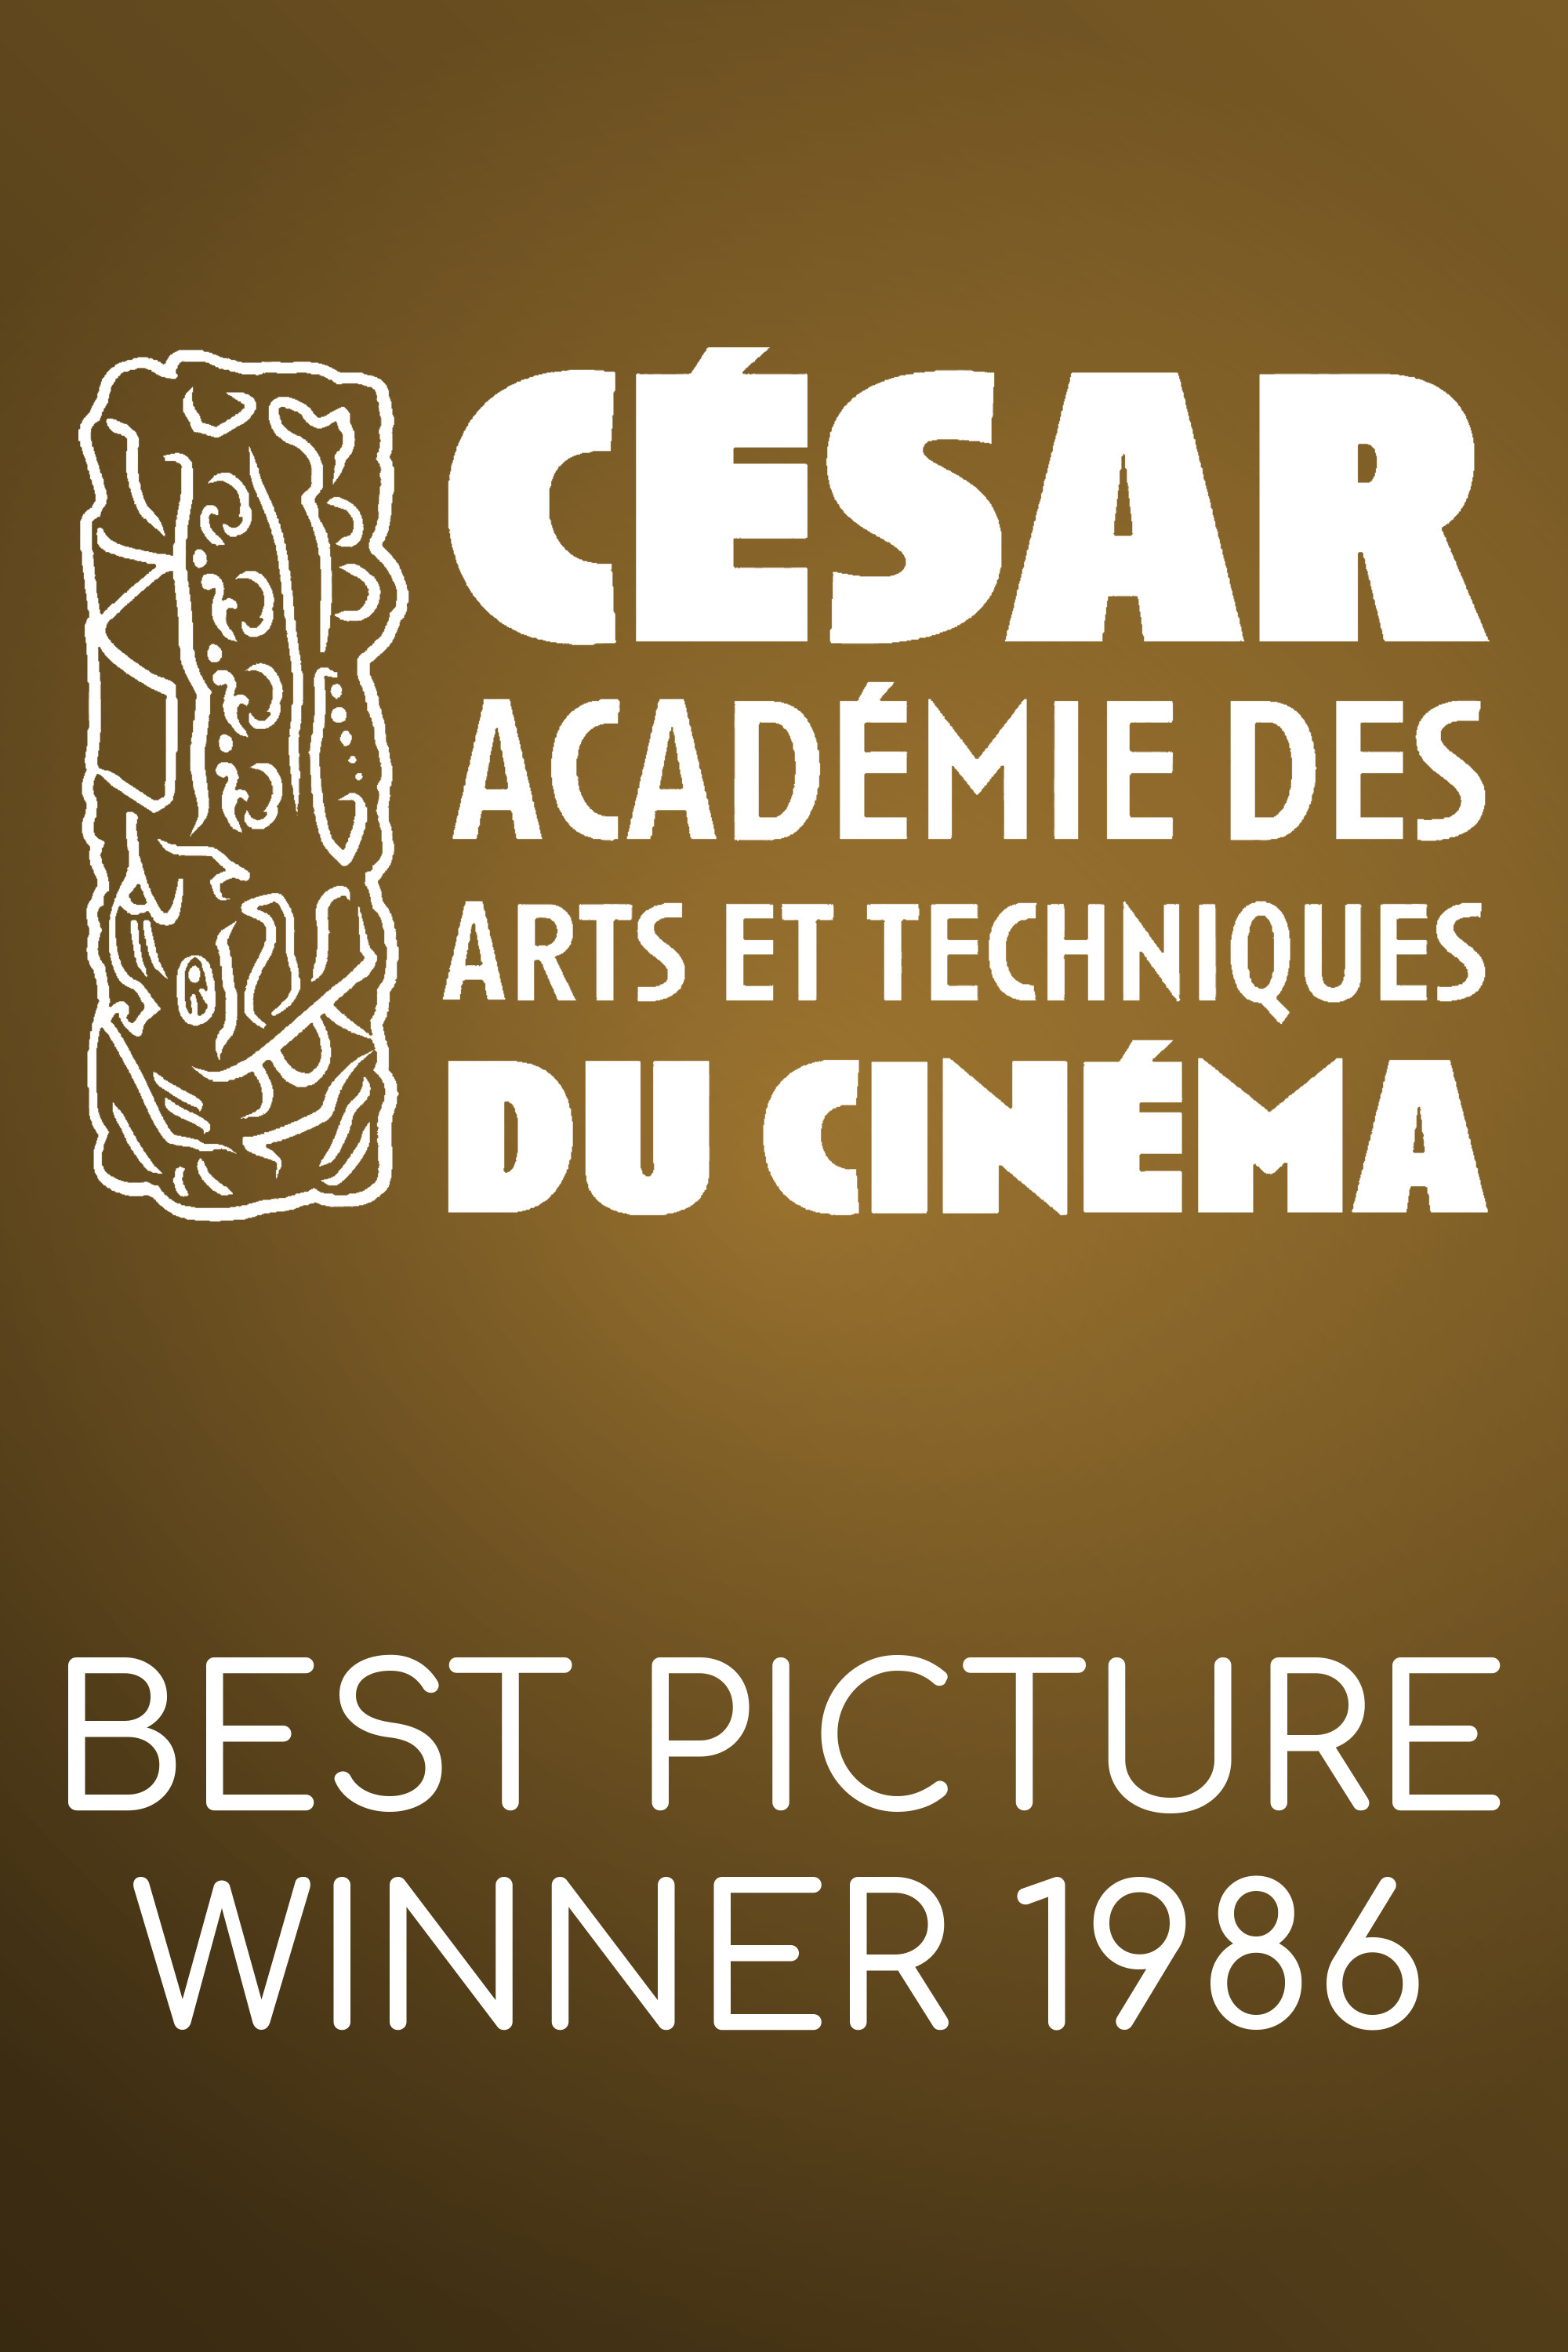 CÉSAR
ACADÉMIE DES
ARTS ET TECHNIQUES
DU CINÉMA
BEST PICTURE
WINNER 1986